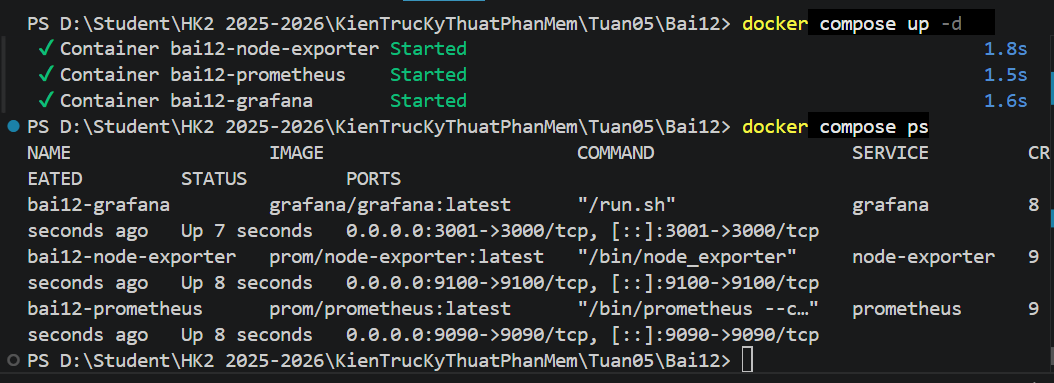 PS D:\Student\HK2 2025-2026\KienTrucKyThuatPhanMem\Tuan05\Bai12> docker compose up -d
✓ Container bai12-node-exporter Started 1.8s
✓ Container bai12-prometheus Started 1.5s
✓ Container bai12-grafana Started 1.6s
PS D:\Student\HK2 2025-2026\KienTrucKyThuatPhanMem\Tuan05\Bai12> docker compose ps
NAME IMAGE COMMAND SERVICE CR
EATED STATUS PORTS
bai12-grafana grafana/grafana:latest "/run.sh" grafana 8
seconds ago Up 7 seconds 0.0.0.0:3001->3000/tcp, [::]:3001->3000/tcp
bai12-node-exporter prom/node-exporter:latest "/bin/node_exporter" node-exporter 9
seconds ago Up 8 seconds 0.0.0.0:9100->9100/tcp, [::]:9100->9100/tcp
bai12-prometheus prom/prometheus:latest "/bin/prometheus --c…" prometheus 9
seconds ago Up 8 seconds 0.0.0.0:9090->9090/tcp, [::]:9090->9090/tcp
PS D:\Student\HK2 2025-2026\KienTrucKyThuatPhanMem\Tuan05\Bai12>